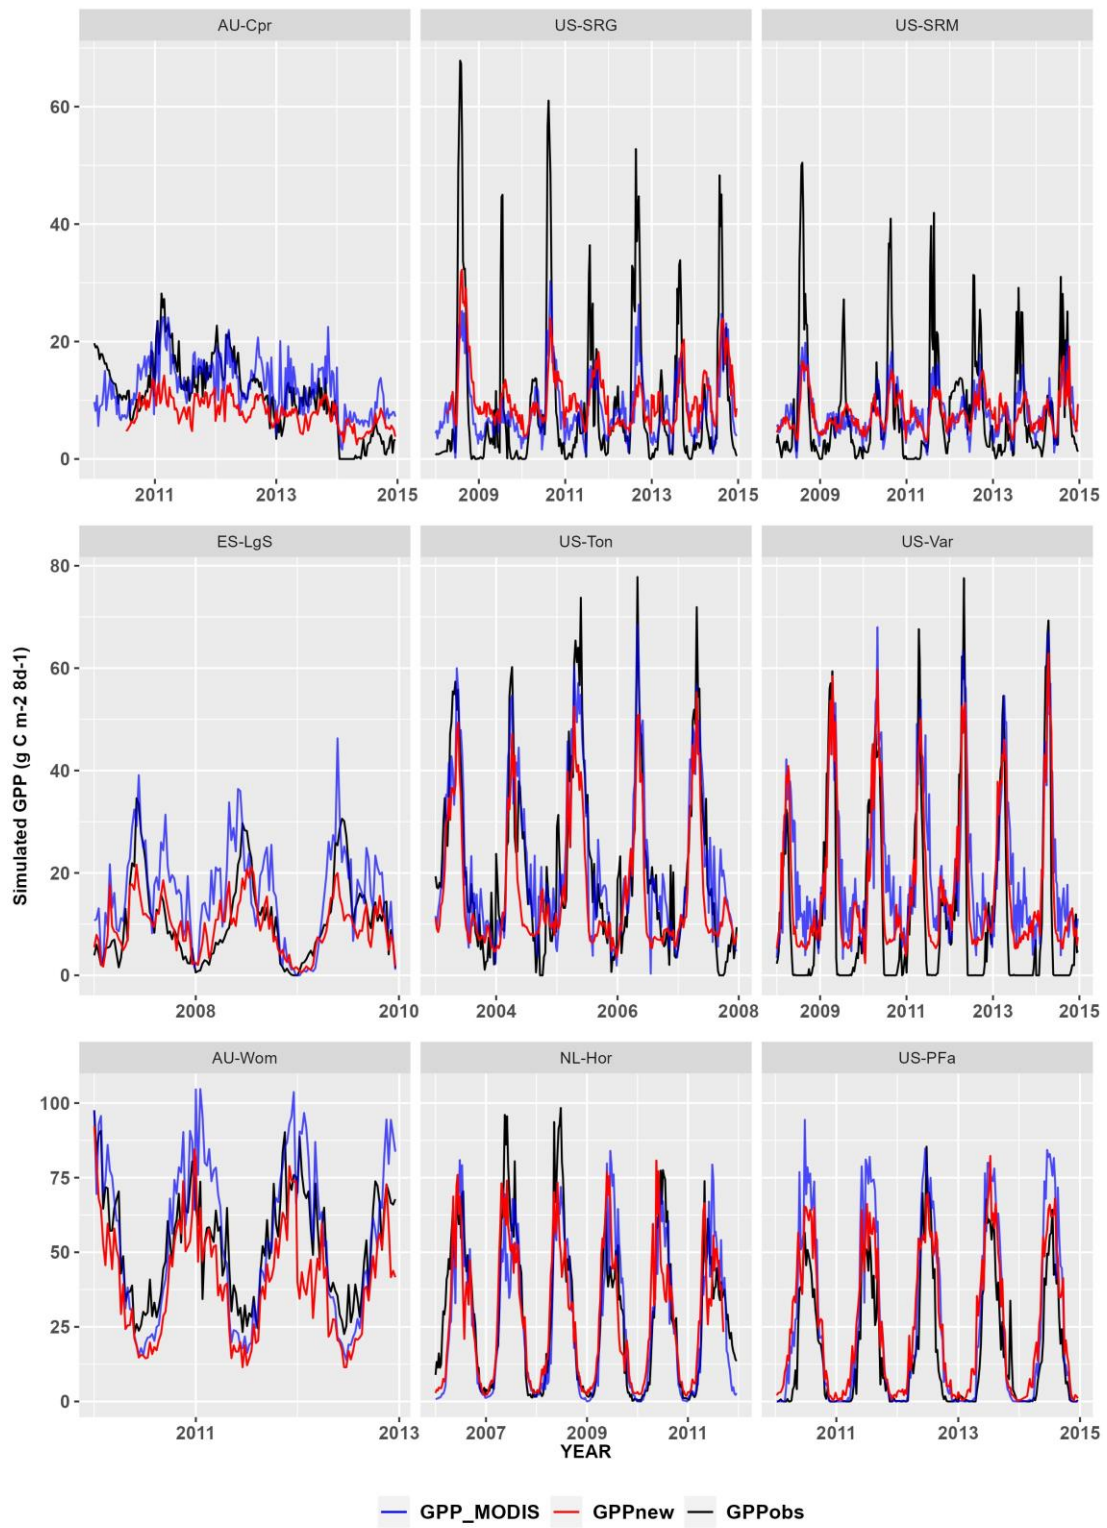 AU-Cpr US-SRG US-SRM
60
40
20
0
2011 2013 2015 2009 2011 2013 2015 2009 2011 2013 2015
ES-LgS US-Ton US-Var
80
60
40
20
0
2008 2010 2004 2006 2008 2009 2011 2013 2015
Simulated GPP (g C m-2 8d-1)
AU-Wom NL-Hor US-PFa
100
75
50
25
0
2011 2013 2007 2009 2011 2011 2013 2015
YEAR
GPP_MODIS GPPnew GPPobs